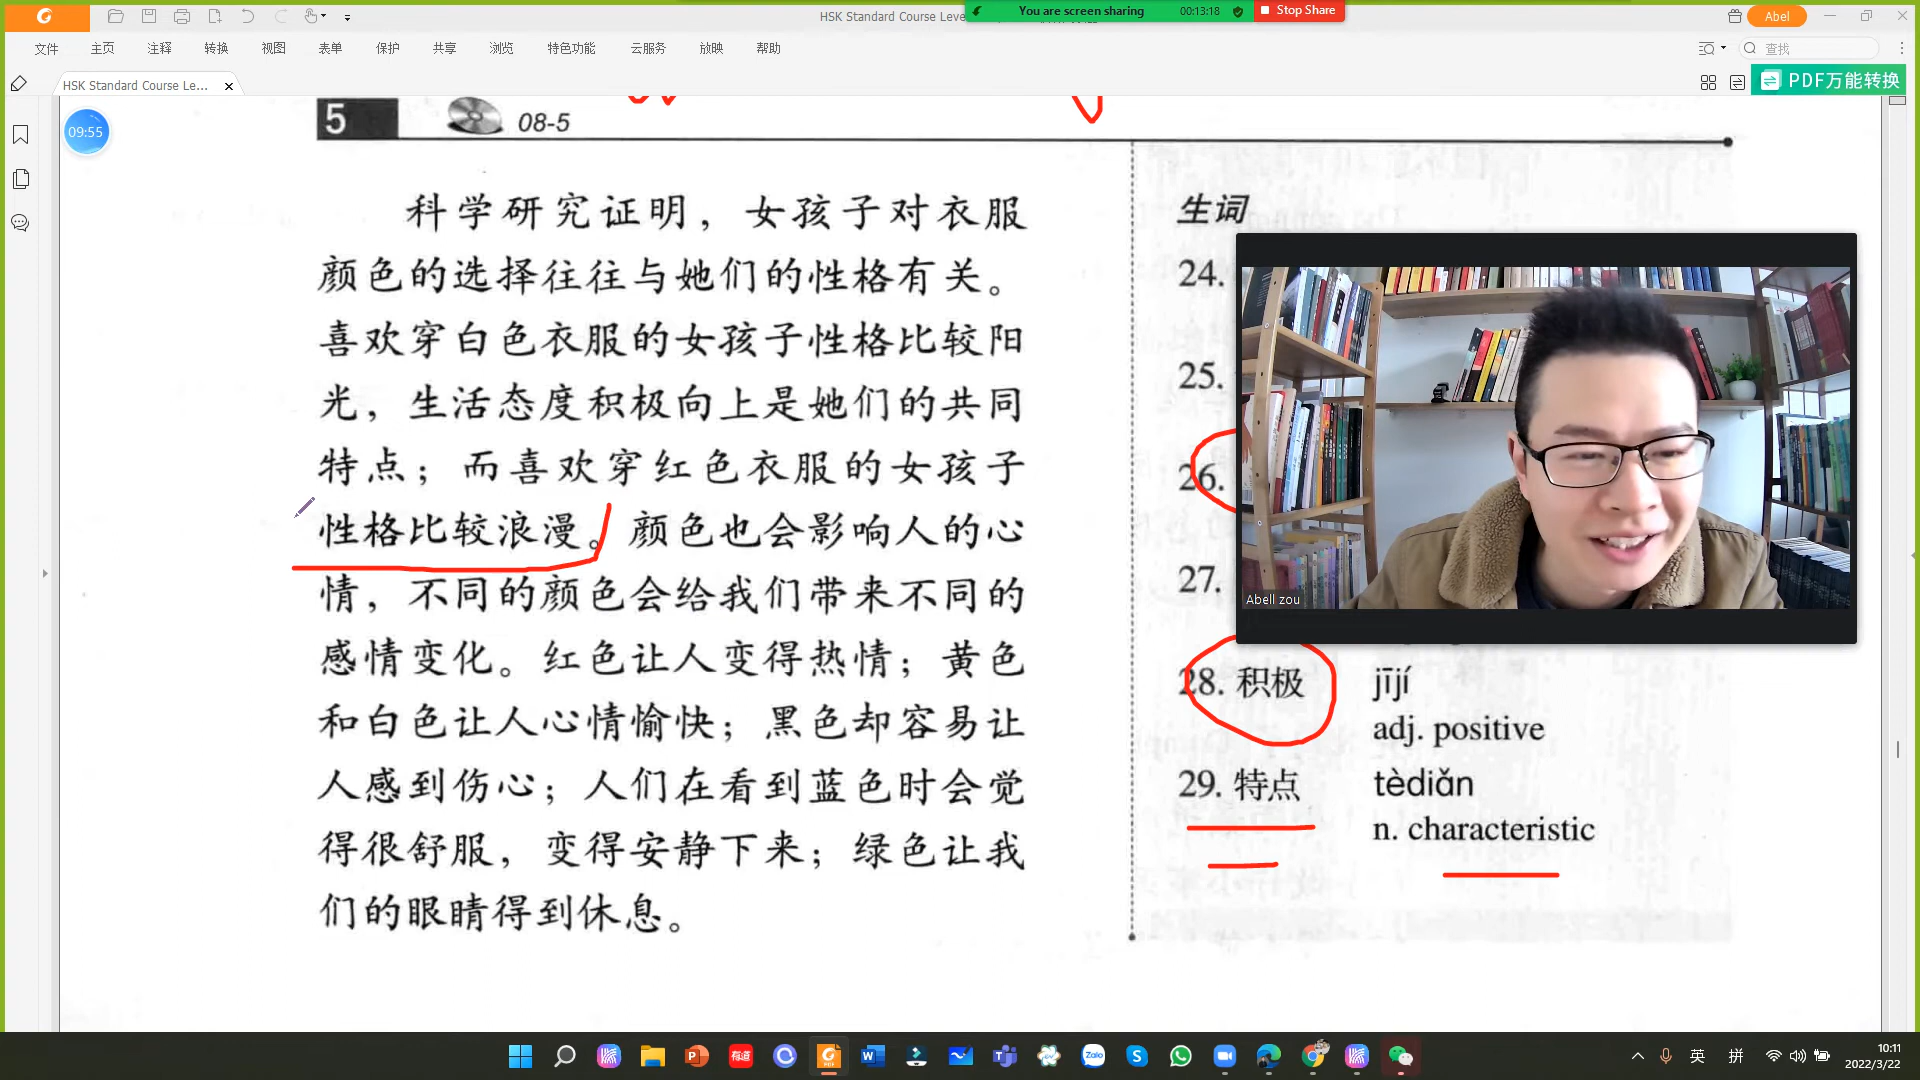 HSK Standard Course Leve
You are screen sharing
00:13:18
Stop Share
Abel
文件 主页 注释 转换 视图 表单 保护 共享 浏览 特色功能 云服务 放映 帮助
查找
HSK Standard Course Le...
PDF万能转换
09:55
5 08-5
科学研究证明，女孩子对衣服
颜色的选择往往与她们的性格有关。
喜欢穿白色衣服的女孩子性格比较阳
光，生活态度积极向上是她们的共同
特点；而喜欢穿红色衣服的女孩子
性格比较浪漫。颜色也会影响人的心
情，不同的颜色会给我们带来不同的
感情变化。红色让人变得热情；黄色
和白色让人心情愉快；黑色却容易让
人感到伤心；人们在看到蓝色时会觉
得很舒服，变得安静下来；绿色让我
们的眼睛得到休息。
生词
24.
25.
26.
27.
Abell zou
28. 积极 jījí
adj. positive
29. 特点 tèdiǎn
n. characteristic
有道
Zalo
英 拼
10:11
2022/3/22